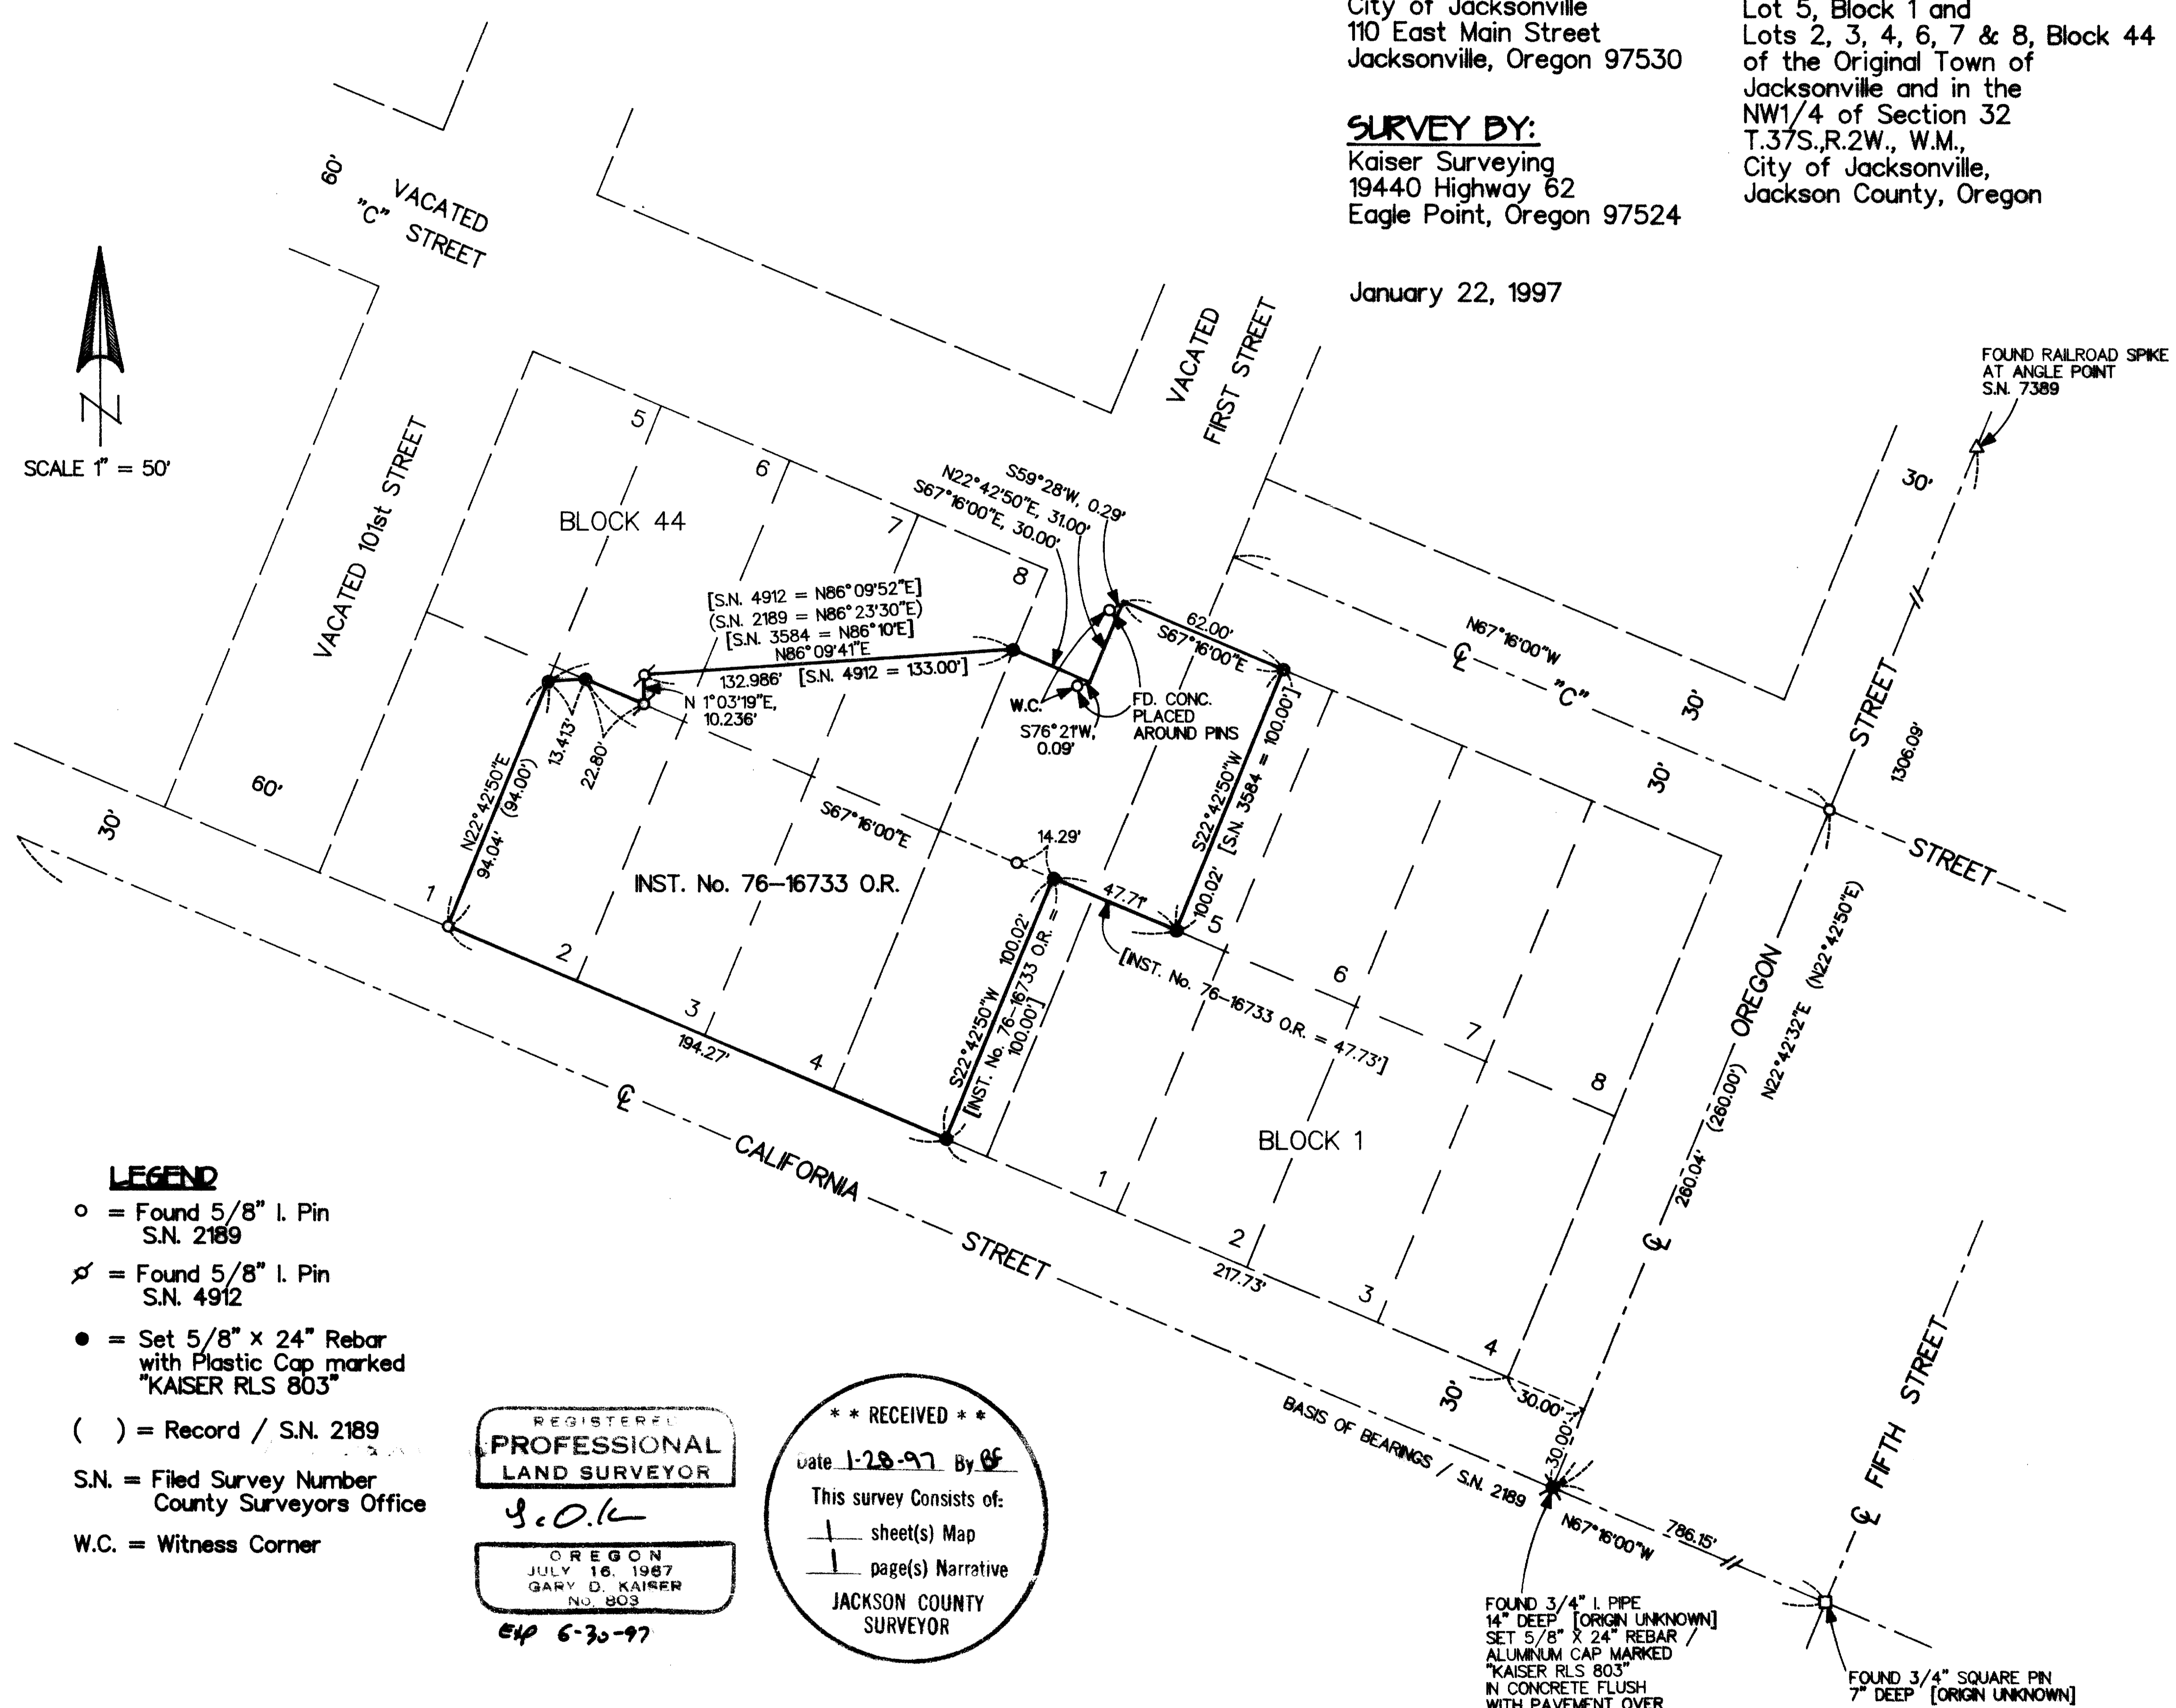 City of Jacksonville
110 East Main Street
Jacksonville, Oregon 97530
SURVEY BY:
Kaiser Surveying
19440 Highway 62
Eagle Point, Oregon 97524
January 22, 1997
Lot 5, Block 1 and
Lots 2, 3, 4, 6, 7 & 8, Block 44
of the Original Town of
Jacksonville and in the
NW1/4 of Section 32
T.37S.,R.2W., W.M.,
City of Jacksonville,
Jackson County, Oregon
60'
VACATED
"C" STREET
N
SCALE 1" = 50'
VACATED 101st STREET
VACATED
FIRST STREET
FOUND RAILROAD SPIKE
AT ANGLE POINT
S.N. 7389
30'
5
6
7
8
BLOCK 44
S59°28'W, 0.29'
N22°42'50"E, 31.00'
S67°16'00"E, 30.00'
[S.N. 4912 = N86°09'52"E]
(S.N. 2189 = N86°23'30"E)
[S.N. 3584 = N86°10'E]
N86°09'41"E
132.986' [S.N. 4912 = 133.00']
N 1°03'19"E,
10.236'
62.00'
S67°16'00"E
W.C.
S76°21'W,
0.09'
FD. CONC.
PLACED
AROUND PINS
N67°16'00"W
℄
"C"
STREET
30'
30'
STREET
1306.09'
13.413'
22.80'
N22°42'50"E
94.04' (94.00')
60'
30'
S67°16'00"E
14.29'
INST. No. 76-16733 O.R.
S22°42'50"W
100.02' [S.N. 3584 = 100.00']
47.71'
[INST. No. 76-16733 O.R. = 47.73']
S22°42'50"W 100.02'
[INST. No. 76-16733 O.R. =
100.00']
1
2
3
4
194.27'
5
6
7
8
BLOCK 1
1
2
3
4
217.73'
℄
CALIFORNIA STREET
OREGON
N22°42'32"E (N22°42'50"E)
260.04' (260.00')
℄
30'
30.00'
30.00'
BASIS OF BEARINGS / S.N. 2189
N67°16'00"W
786.15'
℄ FIFTH STREET
FOUND 3/4" I. PIPE
14" DEEP [ORIGIN UNKNOWN]
SET 5/8" X 24" REBAR /
ALUMINUM CAP MARKED
"KAISER RLS 803"
IN CONCRETE FLUSH
WITH PAVEMENT OVER
FOUND 3/4" SQUARE PIN
7" DEEP [ORIGIN UNKNOWN]
LEGEND
= Found 5/8" I. Pin
S.N. 2189
= Found 5/8" I. Pin
S.N. 4912
= Set 5/8" X 24" Rebar
with Plastic Cap marked
"KAISER RLS 803"
( ) = Record / S.N. 2189
S.N. = Filed Survey Number
County Surveyors Office
W.C. = Witness Corner
REGISTERED
PROFESSIONAL
LAND SURVEYOR
OREGON
JULY 16, 1967
GARY D. KAISER
NO. 803
EXP 6-30-97
* * RECEIVED * *
Date 1-28-97 By BF
This survey Consists of:
1 sheet(s) Map
1 page(s) Narrative
JACKSON COUNTY
SURVEYOR